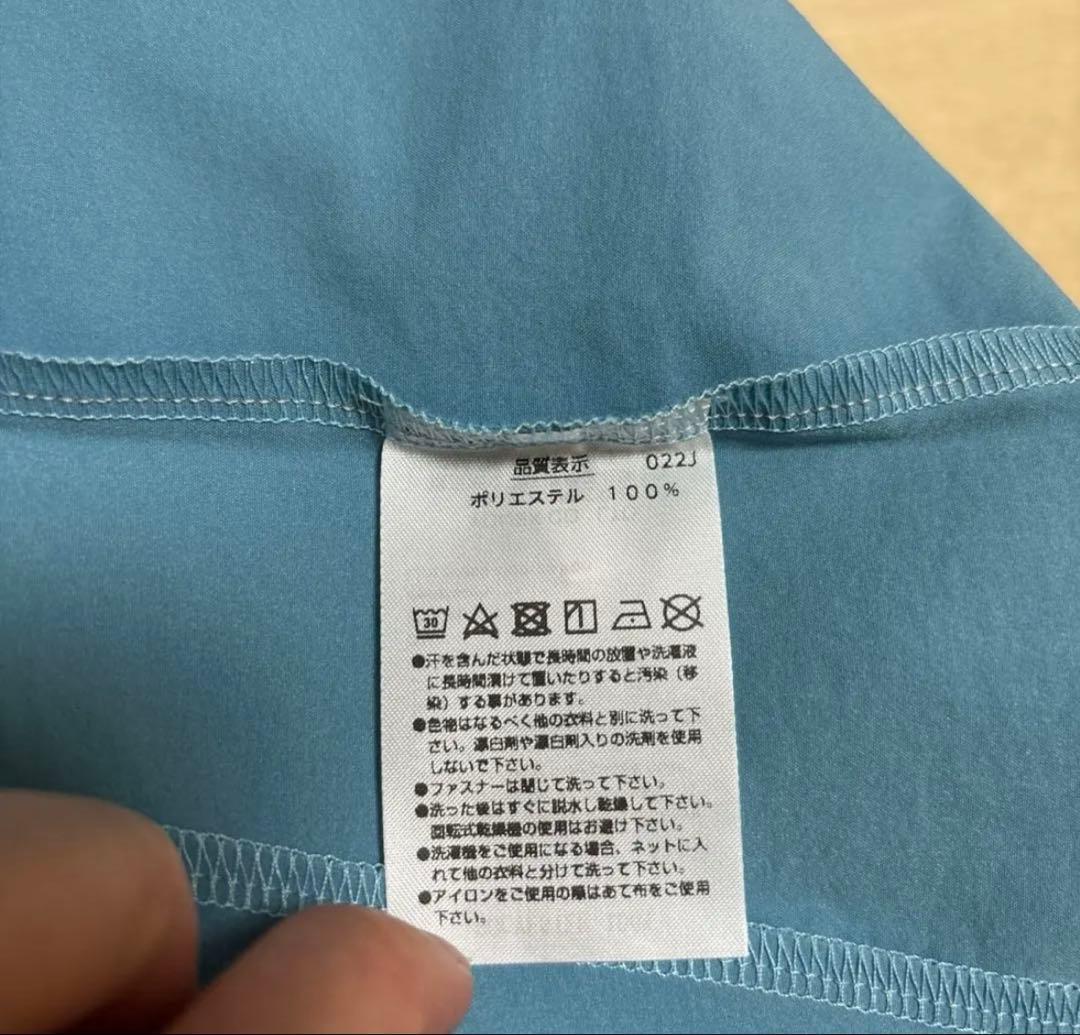 品質表示 022J
ポリエステル 100%
30
●汗を含んだ状態で長時間の放置や洗濯液
に長時間漬けて置いたりすると汚染(移
染)する事があります。
●色物はなるべく他の衣料と別に洗って下
さい。漂白剤や漂白剤入りの洗剤を使用
しないで下さい。
●ファスナーは閉じて洗って下さい。
●洗った後はすぐに脱水し乾燥して下さい。
回転式乾燥機の使用はお避け下さい。
●洗濯機をご使用になる場合、ネットに入
れて他の衣料と分けて洗って下さい。
●アイロンをご使用の際はあて布をご使用
下さい。